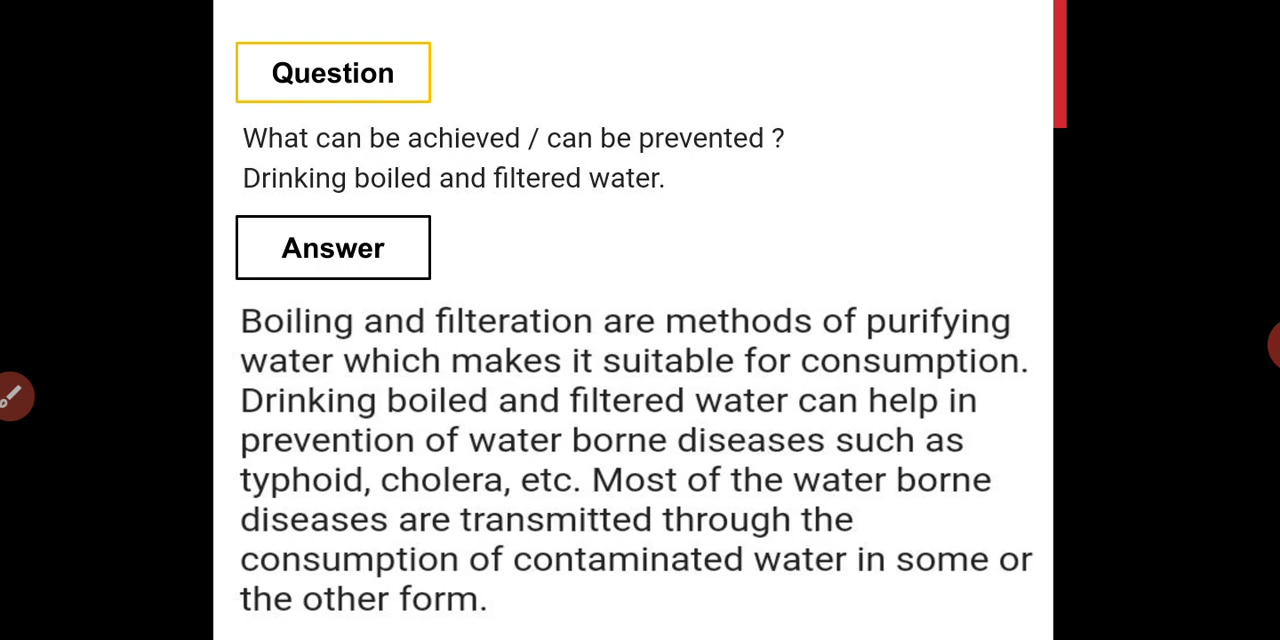 Question
What can be achieved / can be prevented ?
Drinking boiled and filtered water.
Answer
Boiling and filteration are methods of purifying
water which makes it suitable for consumption.
Drinking boiled and filtered water can help in
prevention of water borne diseases such as
typhoid, cholera, etc. Most of the water borne
diseases are transmitted through the
consumption of contaminated water in some or
the other form.